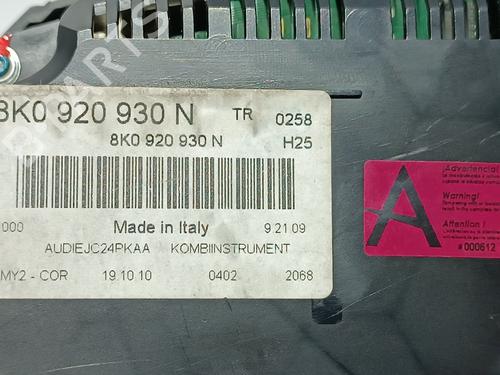 8K0 920 930 N TR 0258
8K0 920 930 N H25
000 Made in Italy 9 21 09
AUDIEJC24PKAA KOMBIINSTRUMENT
MY2 - COR 19.10.10 0402 2068
A
¡Advertencia!
Warning!
Attention !
#000612